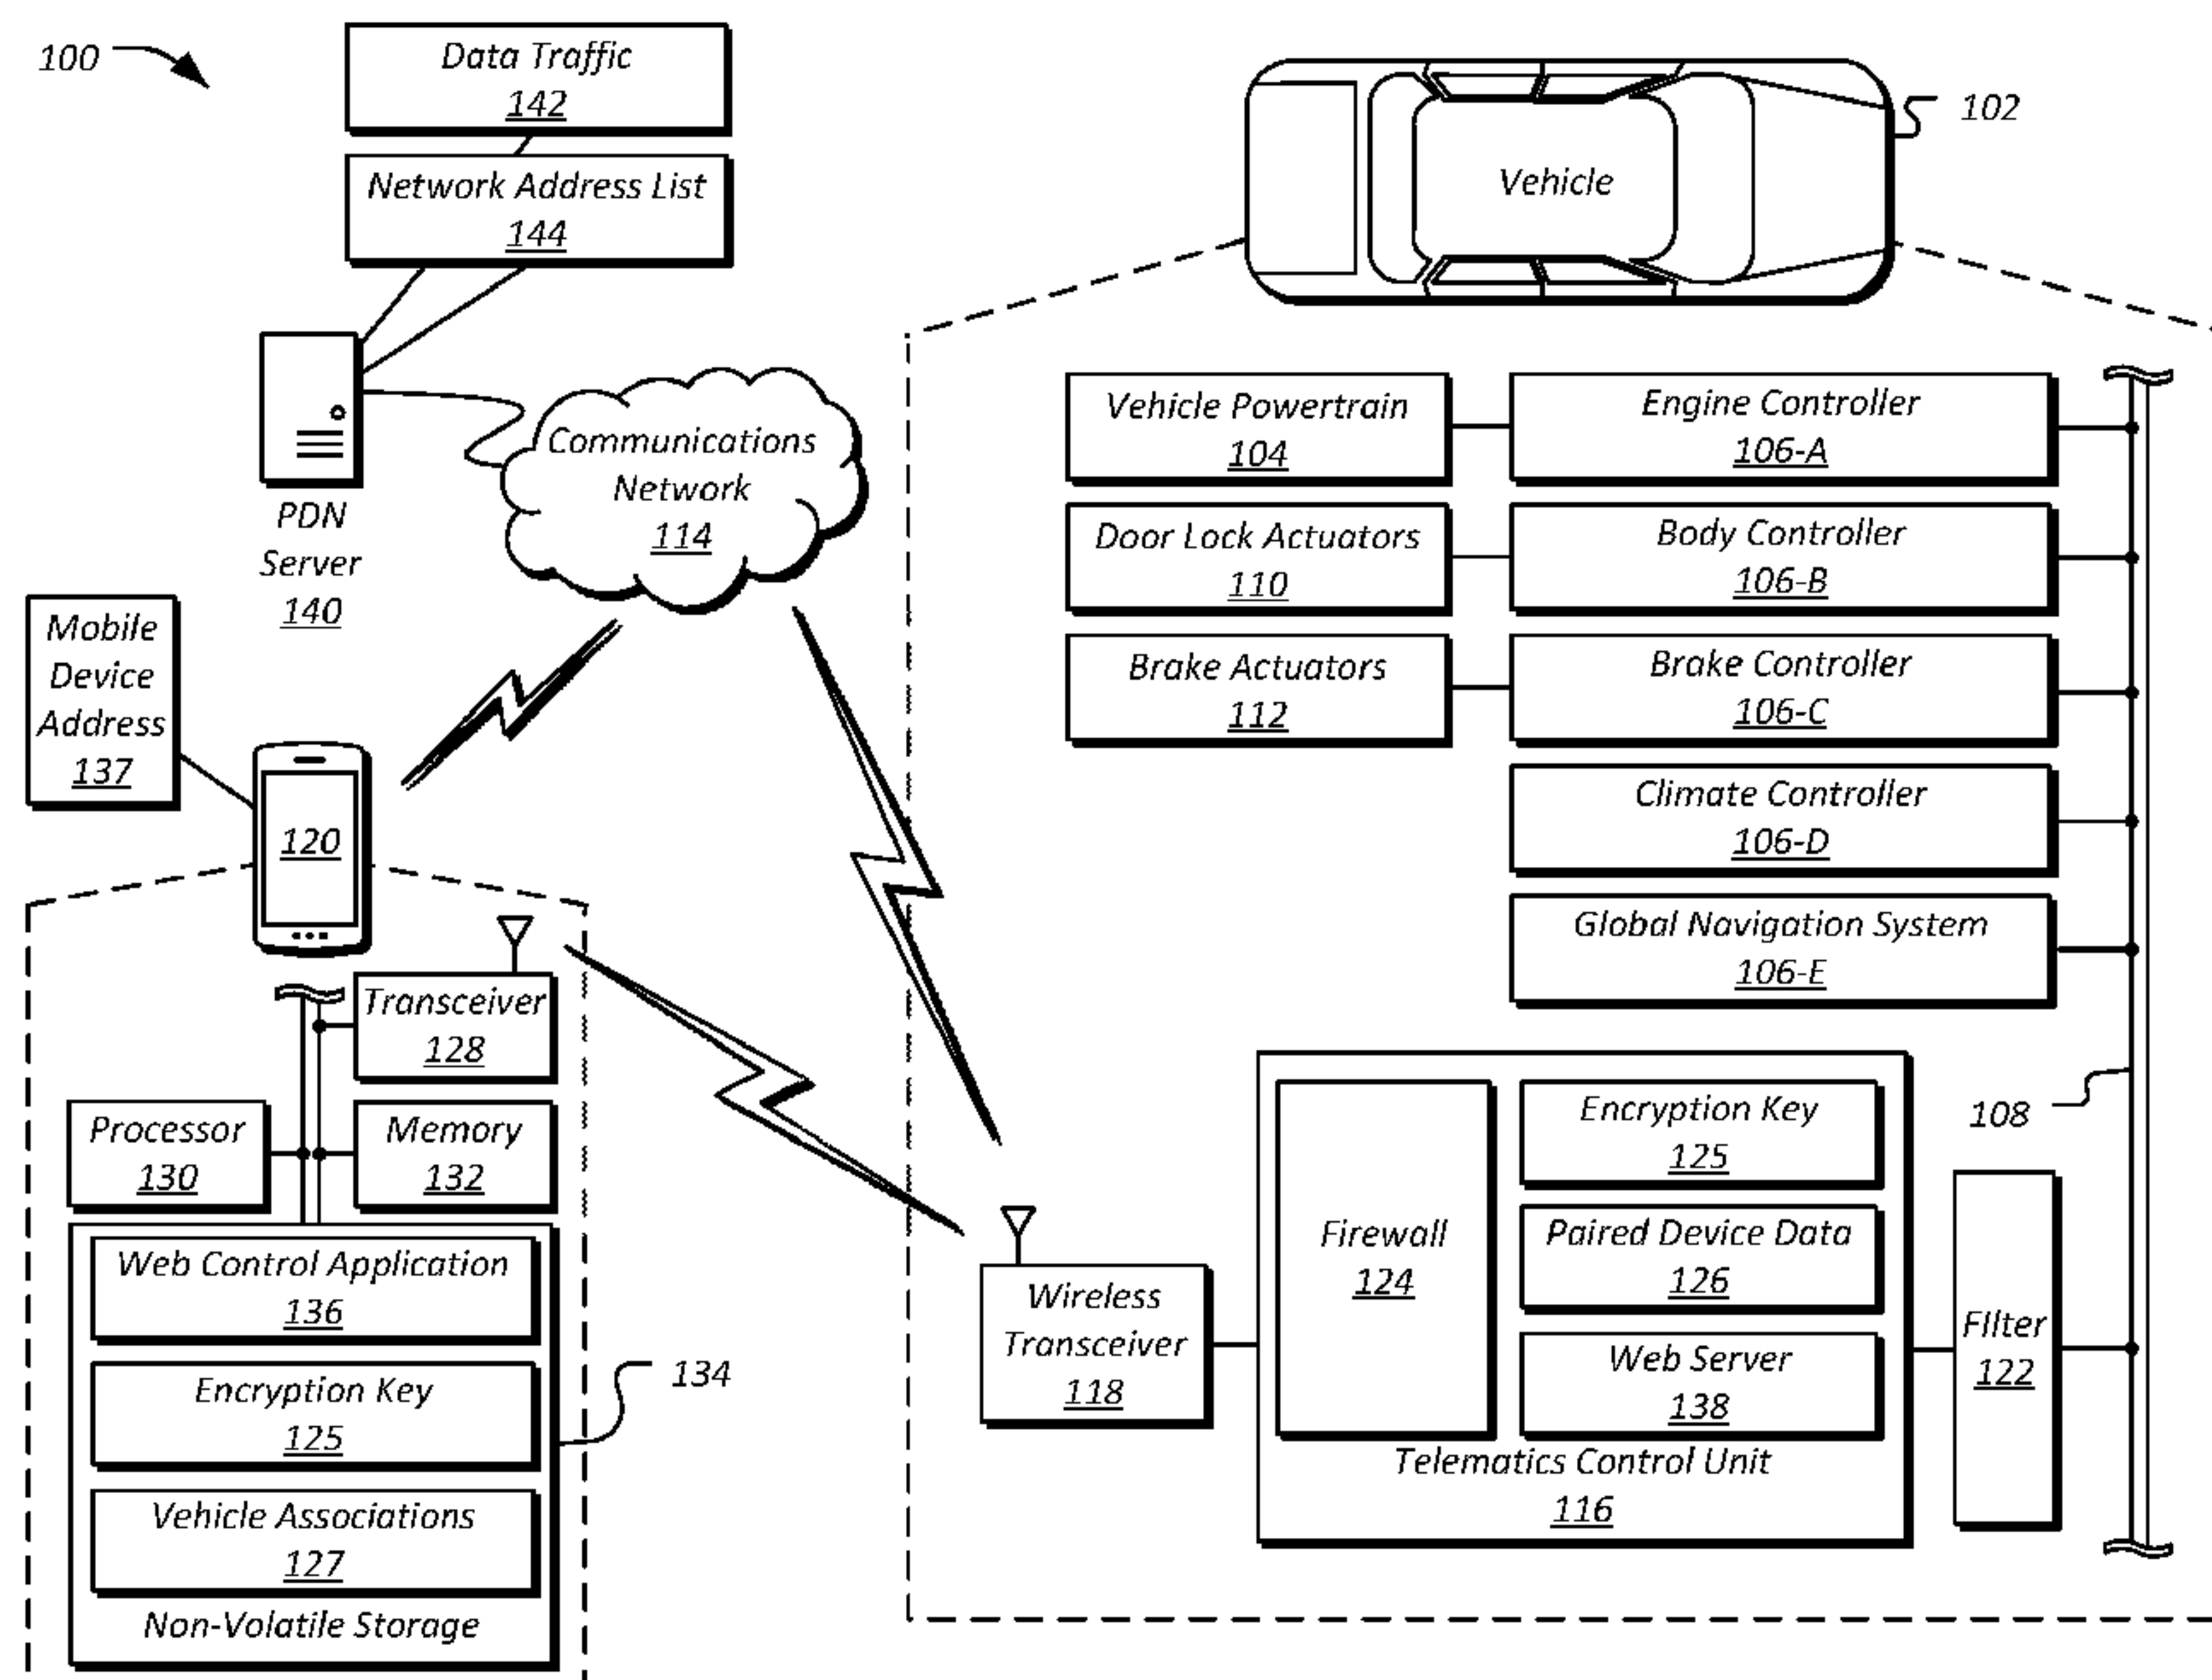 100
Data Traffic
142
Network Address List
144
PDN
Server
140
Communications
Network
114
Mobile
Device
Address
137
120
Transceiver
128
Processor
130
Memory
132
Web Control Application
136
Encryption Key
125
Vehicle Associations
127
Non-Volatile Storage
134
Vehicle
102
Vehicle Powertrain
104
Engine Controller
106-A
Door Lock Actuators
110
Body Controller
106-B
Brake Actuators
112
Brake Controller
106-C
Climate Controller
106-D
Global Navigation System
106-E
108
Wireless
Transceiver
118
Firewall
124
Encryption Key
125
Paired Device Data
126
Web Server
138
Telematics Control Unit
116
FIlter
122